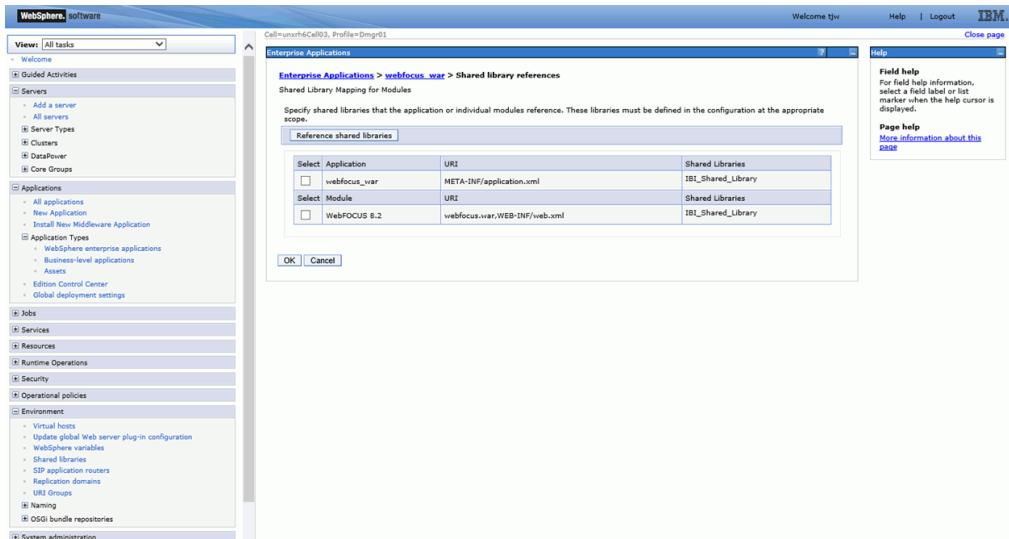 WebSphere. software
Welcome tjw
Help | Logout
IBM.
View: All tasks
Welcome
Guided Activities
Servers
Add a server
All servers
Server Types
Clusters
DataPower
Core Groups
Applications
All applications
New Application
Install New Middleware Application
Application Types
WebSphere enterprise applications
Business-level applications
Assets
Edition Control Center
Global deployment settings
Jobs
Services
Resources
Runtime Operations
Security
Operational policies
Environment
Virtual hosts
Update global Web server plug-in configuration
WebSphere variables
Shared libraries
SIP application routers
Replication domains
URI Groups
Naming
OSGi bundle repositories
System administration
Cell=unxrh6Cell03, Profile=Dmgr01
Close page
Enterprise Applications
?
Enterprise Applications > webfocus_war > Shared library references
Shared Library Mapping for Modules
Specify shared libraries that the application or individual modules reference. These libraries must be defined in the configuration at the appropriate
scope.
Reference shared libraries
Select Application URI Shared Libraries
webfocus_war META-INF/application.xml IBI_Shared_Library
Select Module URI Shared Libraries
WebFOCUS 8.2 webfocus.war,WEB-INF/web.xml IBI_Shared_Library
OK Cancel
Help
Field help
For field help information,
select a field label or list
marker when the help cursor is
displayed.
Page help
More information about this
page